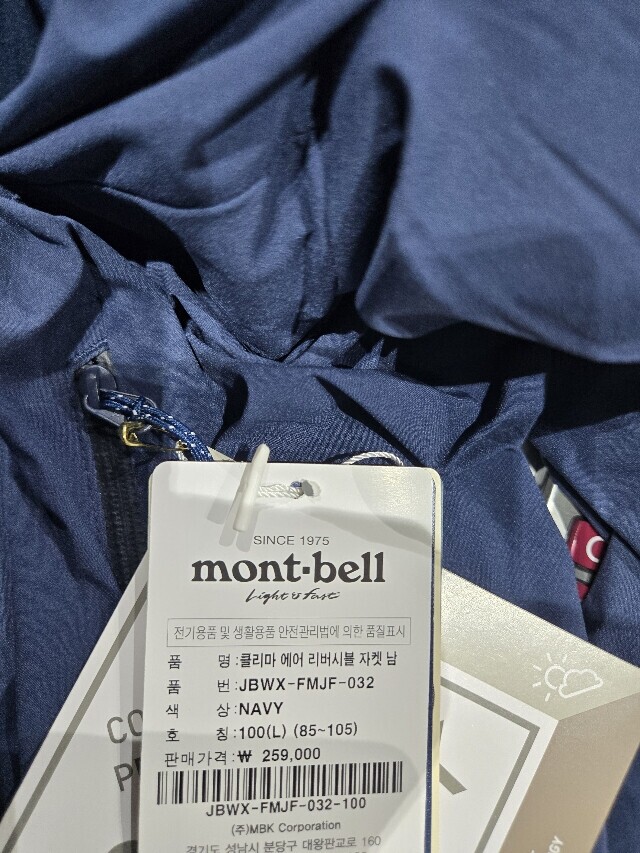 SINCE 1975
mont-bell
Light & Fast
전기용품 및 생활용품 안전관리법에 의한 품질표시
품 명 : 클리마 에어 리버시블 자켓 남
품 번 : JBWX-FMJF-032
색 상 : NAVY
호 칭 : 100(L) (85~105)
판매가격 : ₩ 259,000
JBWX-FMJF-032-100
(주)MBK Corporation
경기도 성남시 분당구 대왕판교로 160